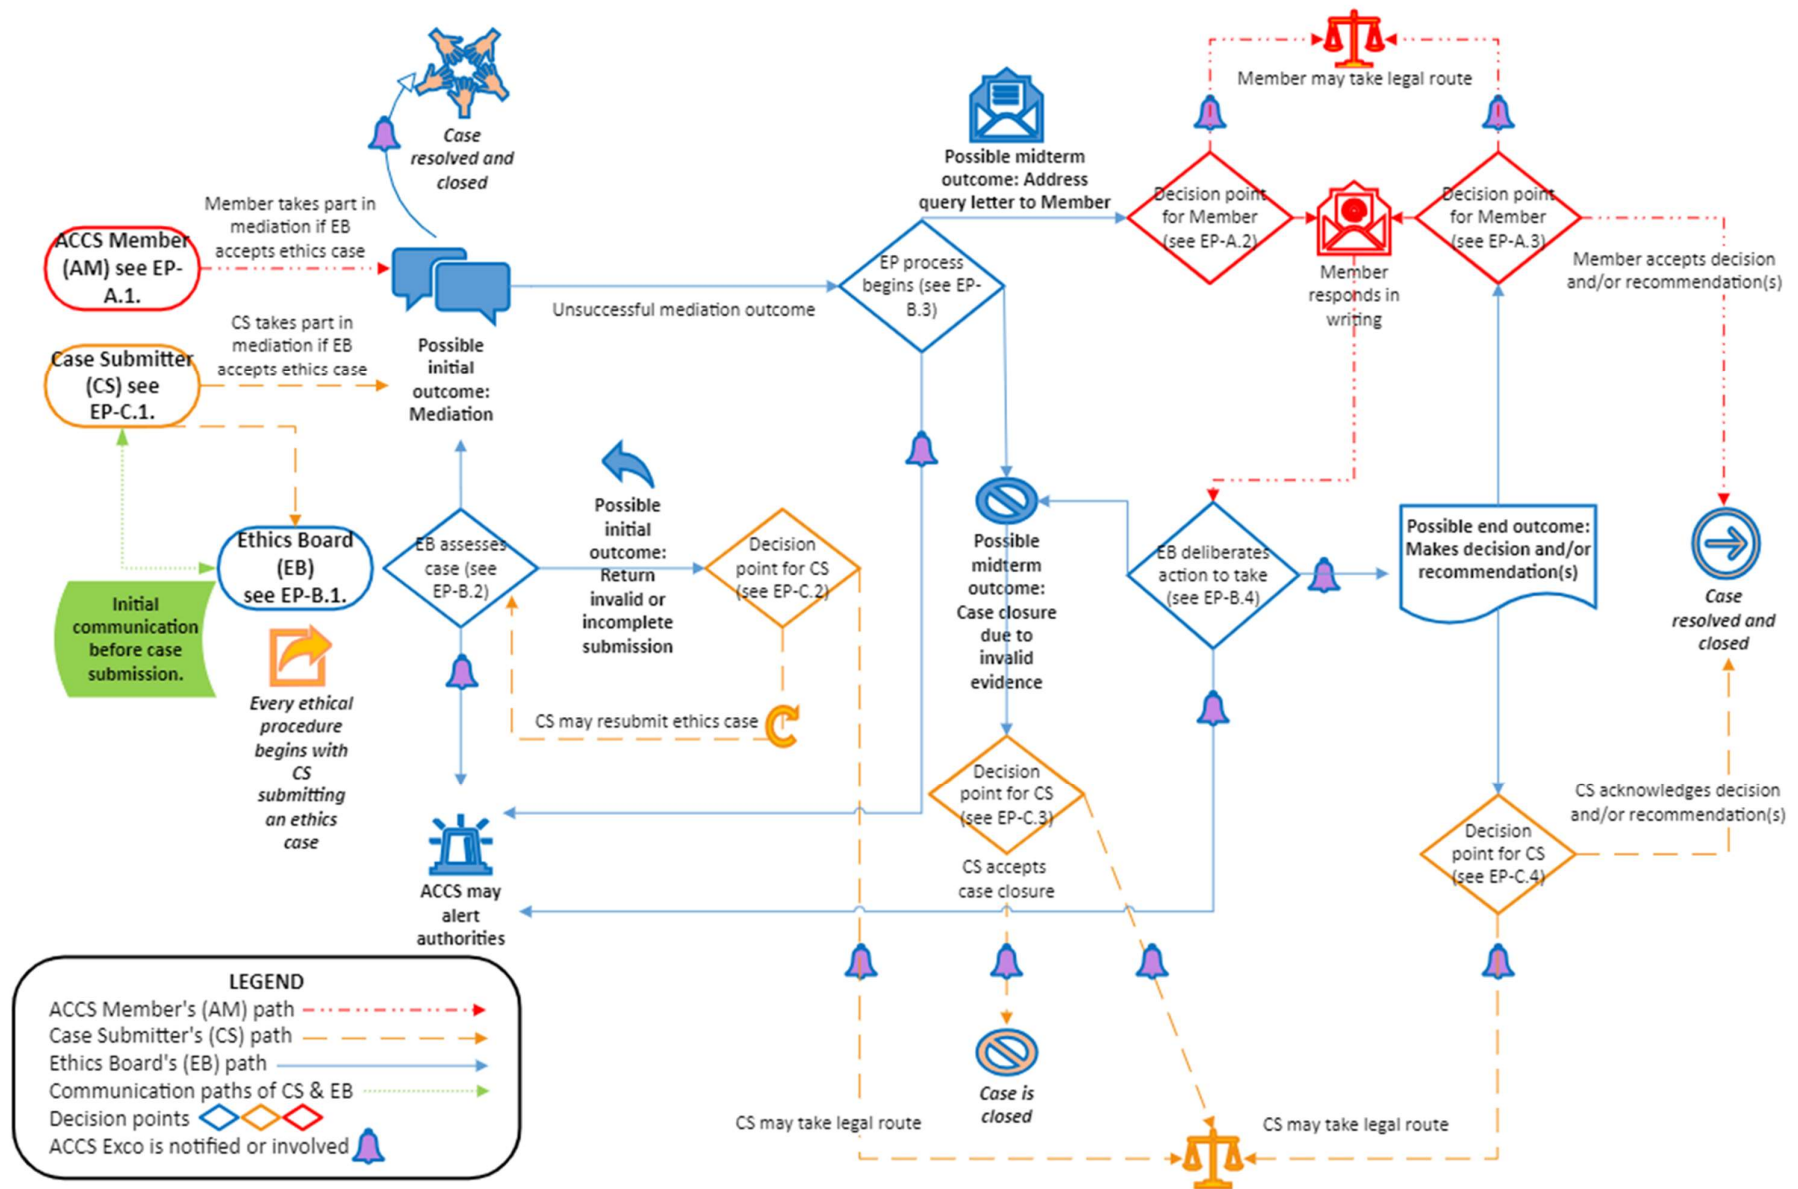 Case
resolved and
closed
Member may take legal route
Possible midterm
outcome: Address
query letter to Member
Member takes part in
mediation if EB
accepts ethics case
ACCS Member
(AM) see EP-
A.1.
Decision point
for Member
(see EP-A.2)
Decision point
for Member
(see EP-A.3)
EP process
begins (see EP-
B.3)
Member
responds in
writing
Member accepts decision
and/or recommendation(s)
Unsuccessful mediation outcome
CS takes part in
mediation if EB
accepts ethics case
Case Submitter
(CS) see
EP-C.1.
Possible
initial
outcome:
Mediation
Possible
initial
outcome:
Return
invalid or
incomplete
submission
Ethics Board
(EB)
see EP-B.1.
EB assesses
case (see
EP-B.2)
Decision
point for CS
(see EP-C.2)
Possible
midterm
outcome:
Case closure
due to
invalid
evidence
EB deliberates
action to take
(see EP-B.4)
Possible end outcome:
Makes decision and/or
recommendation(s)
Case
resolved and
closed
Initial
communication
before case
submission.
Every ethical
procedure
begins with
CS
submitting
an ethics
case
CS may resubmit ethics case
Decision
point for CS
(see EP-C.3)
CS acknowledges decision
and/or recommendation(s)
Decision
point for CS
(see EP-C.4)
CS accepts
case closure
ACCS may
alert
authorities
LEGEND
ACCS Member's (AM) path
Case Submitter's (CS) path
Ethics Board's (EB) path
Communication paths of CS & EB
Decision points
ACCS Exco is notified or involved
Case is
closed
CS may take legal route
CS may take legal route